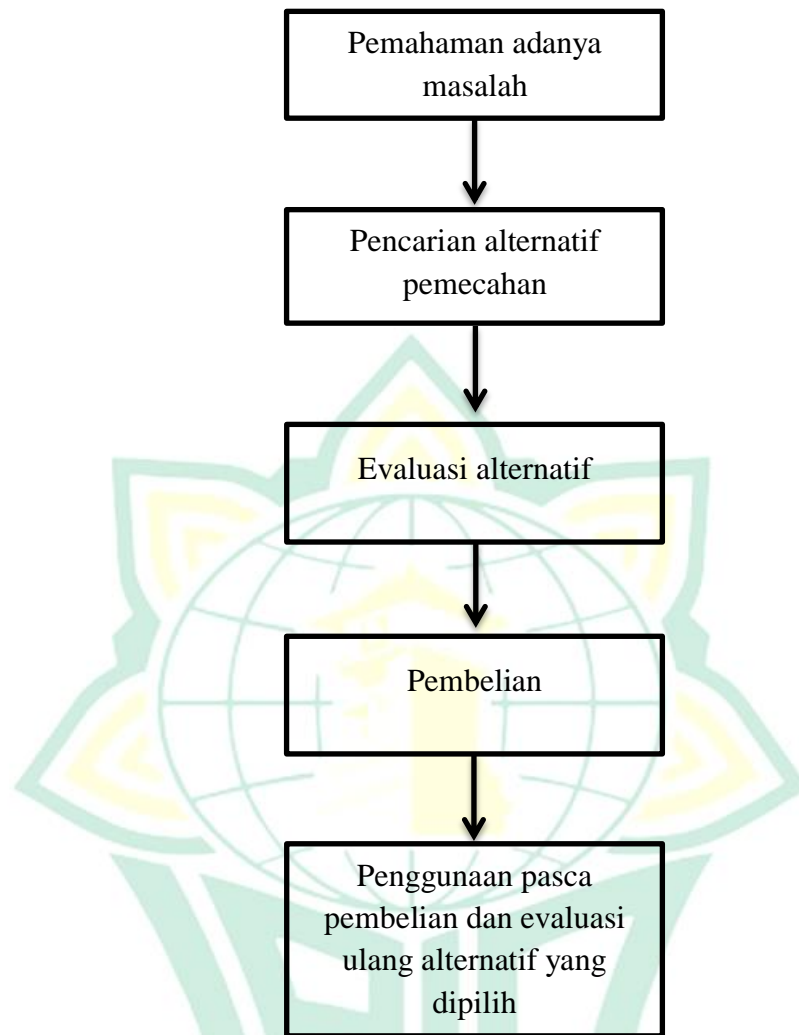 Pemahaman adanya
masalah
Pencarian alternatif
pemecahan
Evaluasi alternatif
Pembelian
Penggunaan pasca
pembelian dan evaluasi
ulang alternatif yang
dipilih